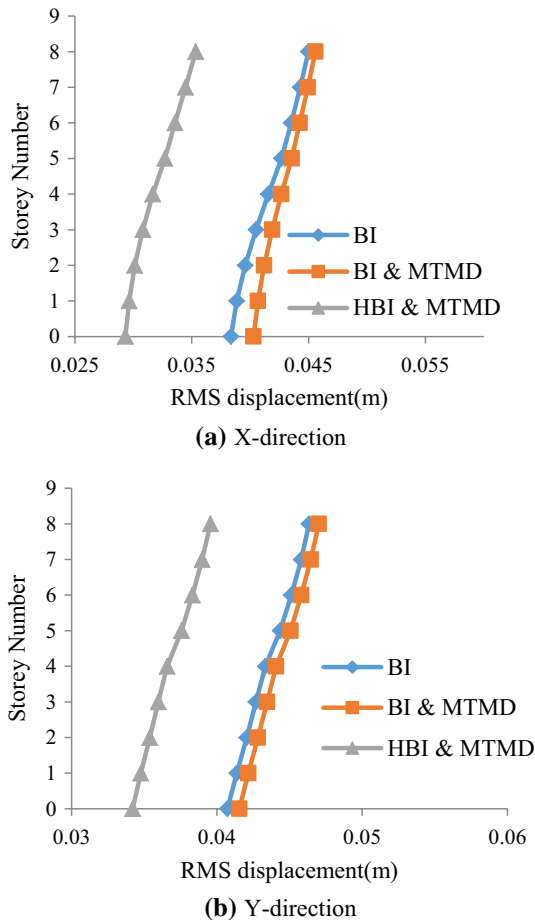 9
8
7
6
5
4
3
2
1
0
Storey Number
BI
BI & MTMD
HBI & MTMD
0.025 0.035 0.045 0.055
RMS displacement(m)
(a) X-direction
9
8
7
6
5
4
3
2
1
0
Storey Number
BI
BI & MTMD
HBI & MTMD
0.03 0.04 0.05 0.06
RMS displacement(m)
(b) Y-direction